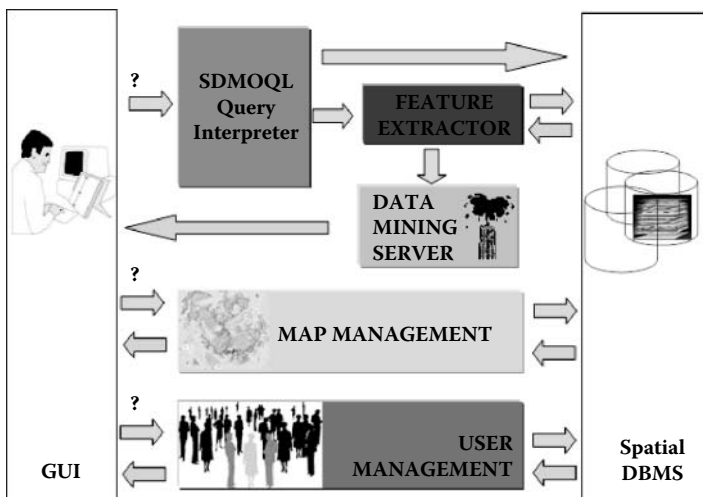 ?
SDMOQL
Query
Interpreter
FEATURE
EXTRACTOR
DATA
MINING
SERVER
?
MAP MANAGEMENT
?
USER
MANAGEMENT
GUI
Spatial
DBMS